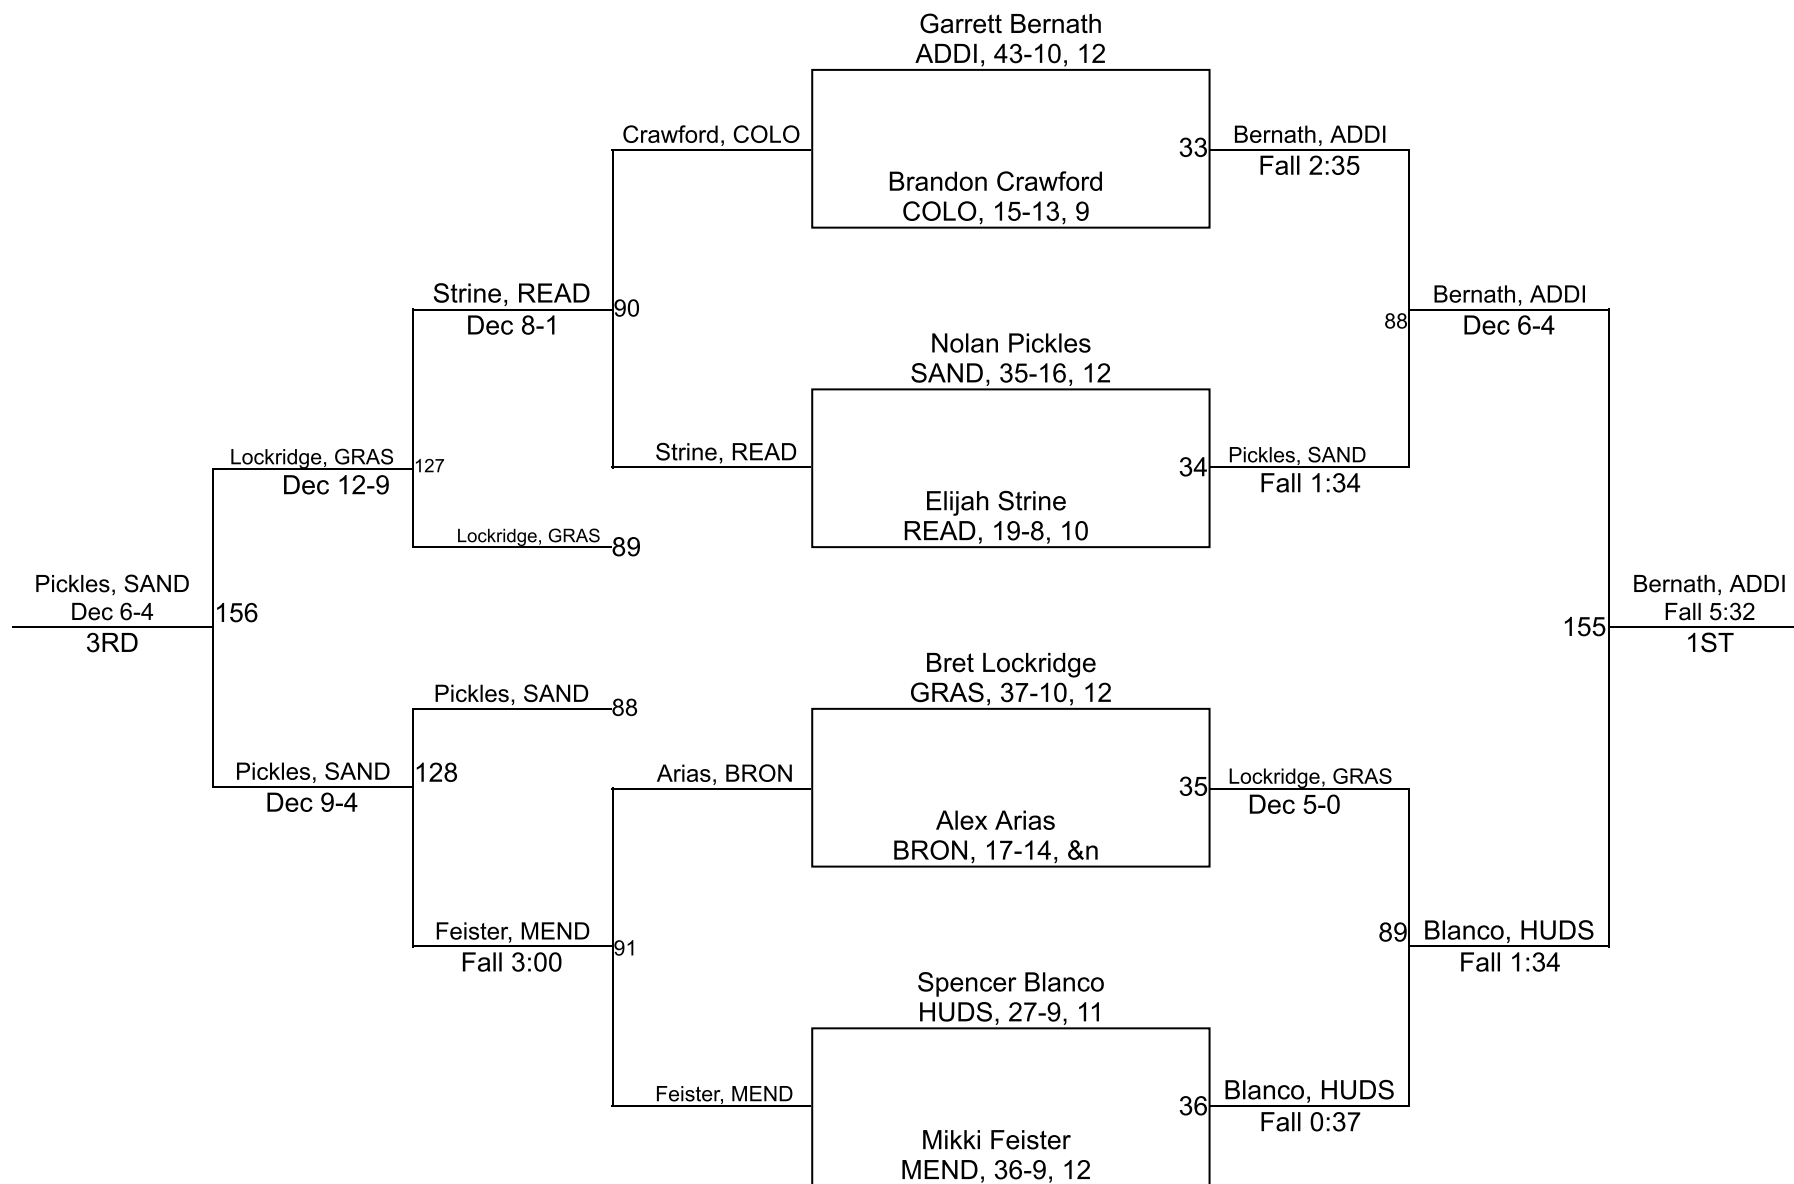 Garrett Bernath
ADDI, 43-10, 12
Crawford, COLO
33
Bernath, ADDI
Fall 2:35
Brandon Crawford
COLO, 15-13, 9
Strine, READ
Dec 8-1
90
Bernath, ADDI
Dec 6-4
88
Nolan Pickles
SAND, 35-16, 12
Strine, READ
34
Pickles, SAND
Fall 1:34
Lockridge, GRAS
Dec 12-9
127
Elijah Strine
READ, 19-8, 10
Lockridge, GRAS
89
Pickles, SAND
Dec 6-4
3RD
156
155
Bernath, ADDI
Fall 5:32
1ST
Bret Lockridge
GRAS, 37-10, 12
Pickles, SAND
88
Pickles, SAND
Dec 9-4
128
Arias, BRON
35
Lockridge, GRAS
Dec 5-0
Alex Arias
BRON, 17-14, &n
Feister, MEND
Fall 3:00
91
89
Blanco, HUDS
Fall 1:34
Spencer Blanco
HUDS, 27-9, 11
Feister, MEND
36
Blanco, HUDS
Fall 0:37
Mikki Feister
MEND, 36-9, 12